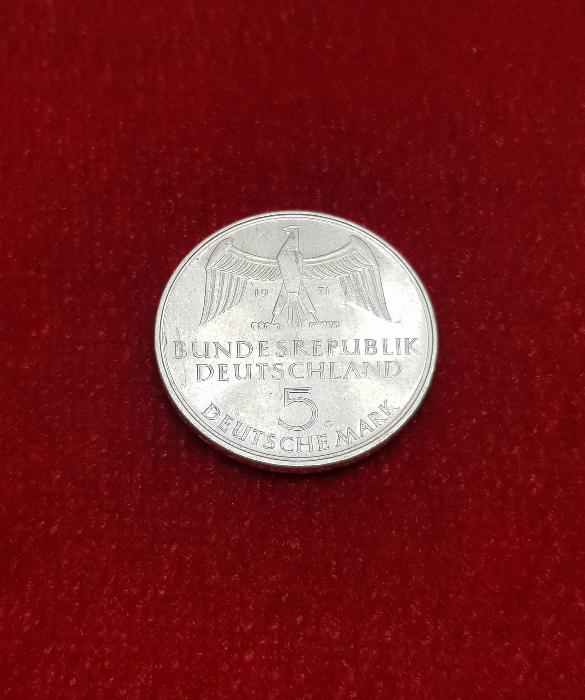 19 71
BUNDESREPUBLIK
DEUTSCHLAND
5
G
DEUTSCHE MARK